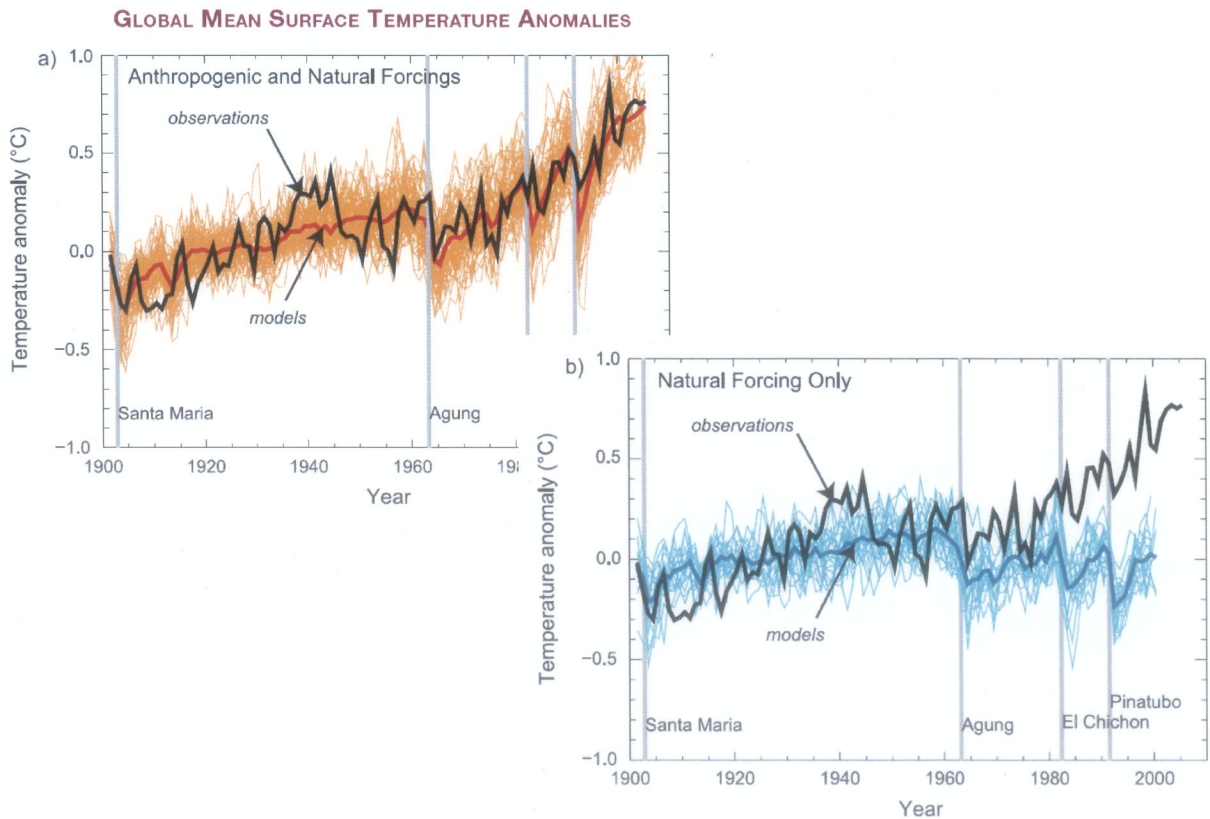 GLOBAL MEAN SURFACE TEMPERATURE ANOMALIES
a)
1.0
0.5
0.0
−0.5
−1.0
Temperature anomaly (°C)
Anthropogenic and Natural Forcings
observations
models
Santa Maria
Agung
1900 1920 1940 1960
Year
b)
1.0
0.5
0.0
−0.5
−1.0
Temperature anomaly (°C)
Natural Forcing Only
observations
models
Santa Maria
Agung
El Chichon
Pinatubo
1900 1920 1940 1960 1980 2000
Year